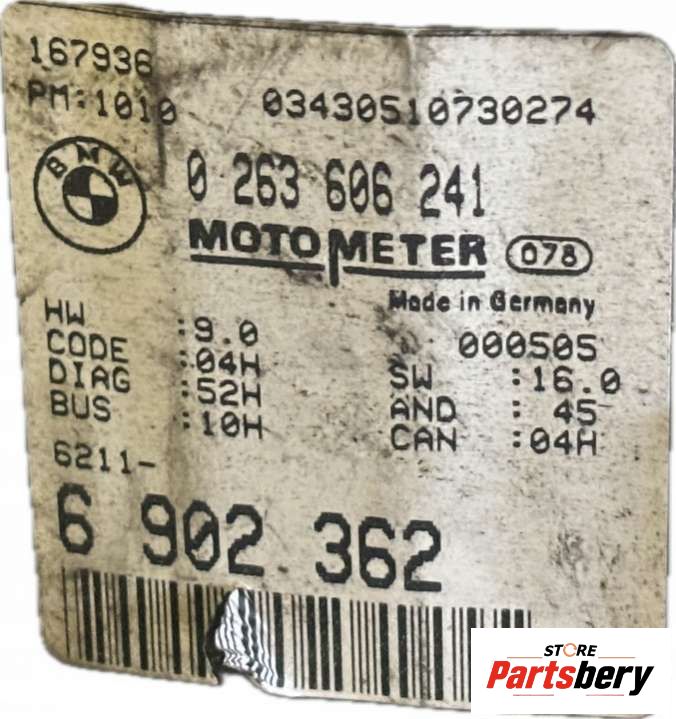 167936
PM:1010 03430510730274
BMW
0 263 606 241
MOTOMETER 078
Made in Germany
HW :9.0 000505
CODE :04H SW :16.0
DIAG :52H AND : 45
BUS :10H CAN :04H
6211-
6 902 362
STORE
Partsbery